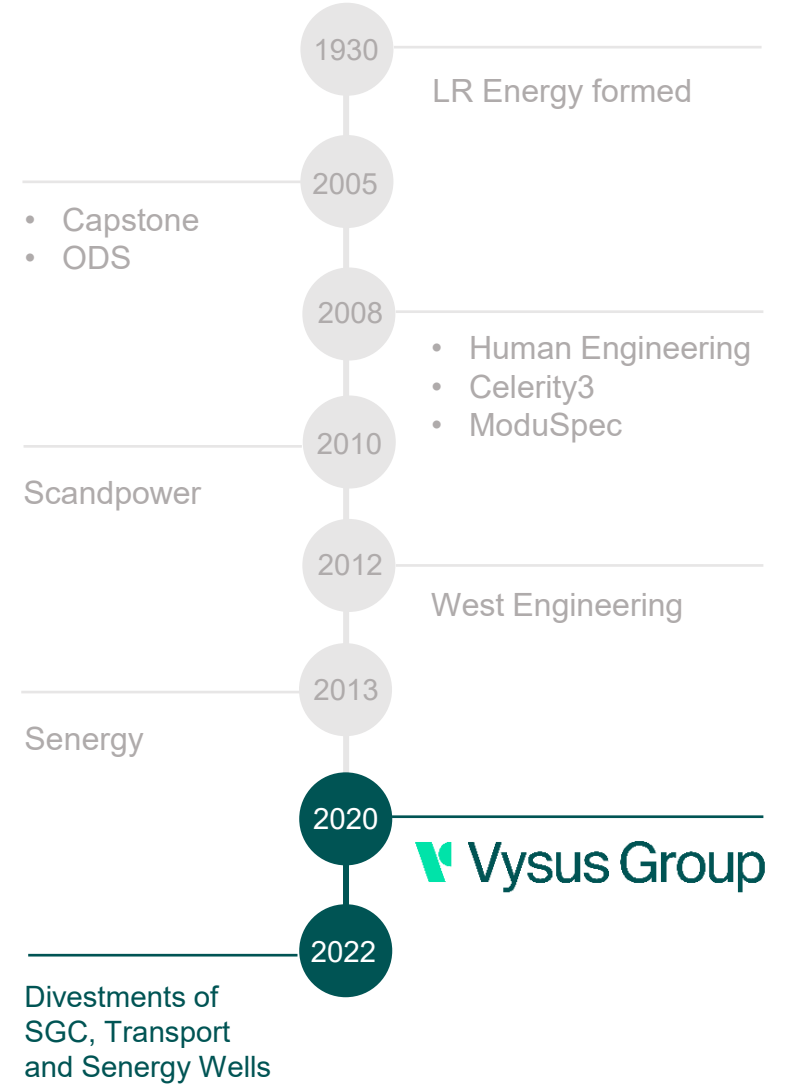 1930
LR Energy formed
2005
• Capstone
• ODS
2008
• Human Engineering
• Celerity3
• ModuSpec
2010
Scandpower
2012
West Engineering
2013
Senergy
2020
Vysus Group
2022
Divestments of
SGC, Transport
and Senergy Wells